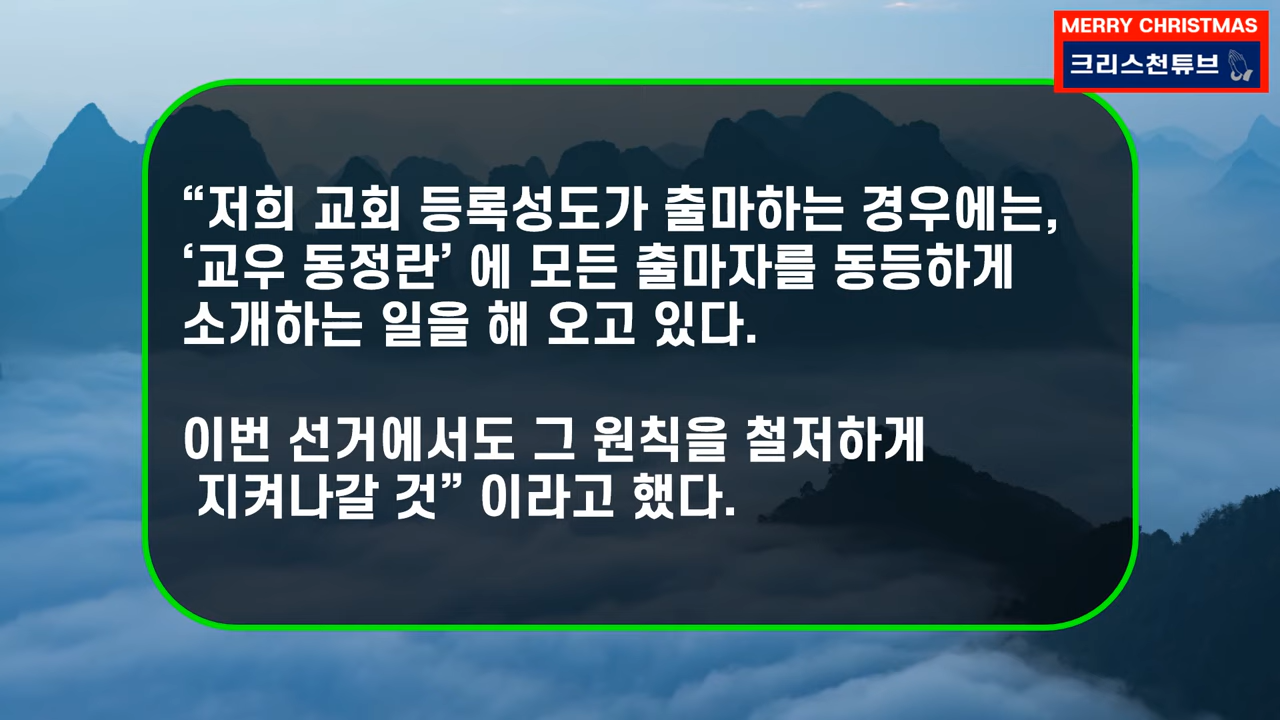 MERRY CHRISTMAS
크리스천튜브
“저희 교회 등록성도가 출마하는 경우에는,
‘교우 동정란’ 에 모든 출마자를 동등하게
소개하는 일을 해 오고 있다.
이번 선거에서도 그 원칙을 철저하게
지켜나갈 것” 이라고 했다.